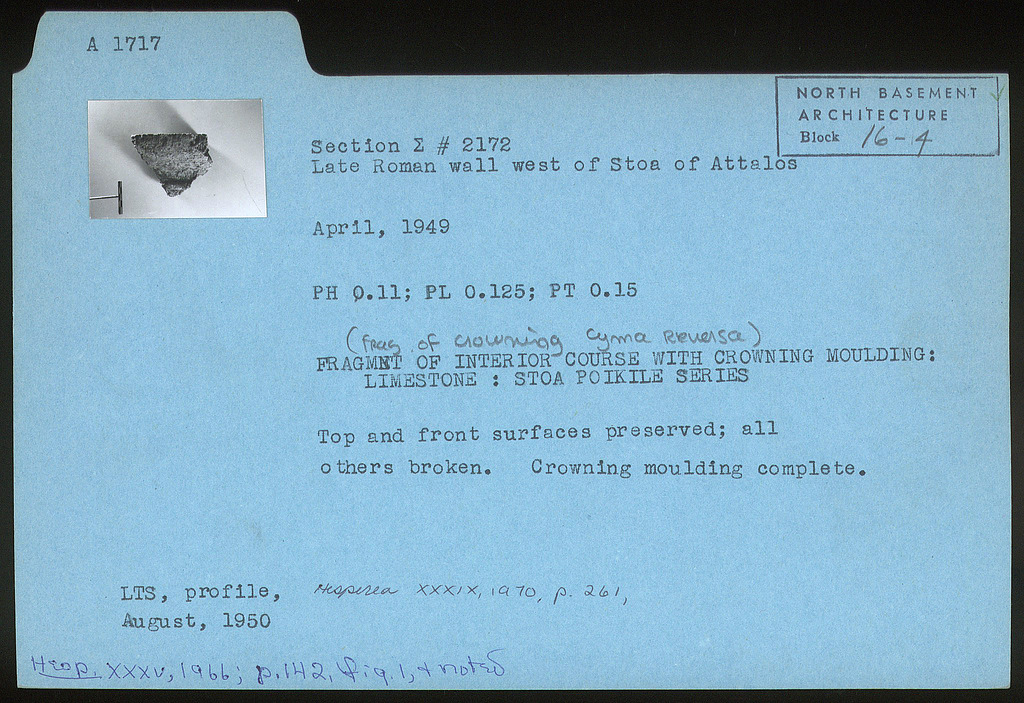 A 1717
NORTH BASEMENT
ARCHITECTURE
Block 16-4
Section Σ # 2172
Late Roman wall west of Stoa of Attalos
April, 1949
PH 0.11; PL 0.125; PT 0.15
(frag of crowning cyma reversa)
FRAGMNT OF INTERIOR COURSE WITH CROWNING MOULDING:
LIMESTONE : STOA POIKILE SERIES
Top and front surfaces preserved; all
others broken. Crowning moulding complete.
LTS, profile,
August, 1950
Hesperia XXXIX, 1970, p. 261,
Hesp. XXXV, 1966; p.142, fig.1, +